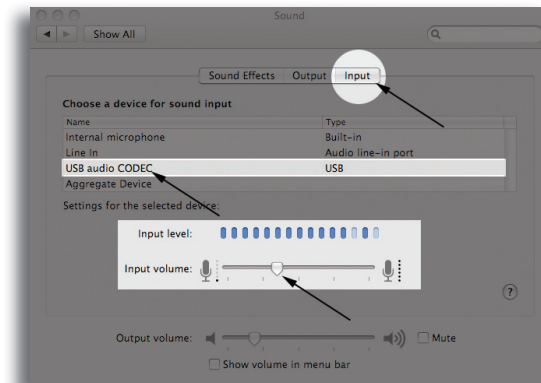 Sound
Show All
Sound Effects Output Input
Choose a device for sound input
Name Type
Internal microphone Built-in
Line In Audio line-in port
USB audio CODEC USB
Aggregate Device
Settings for the selected device:
Input level:
Input volume:
?
Output volume: Mute
Show volume in menu bar